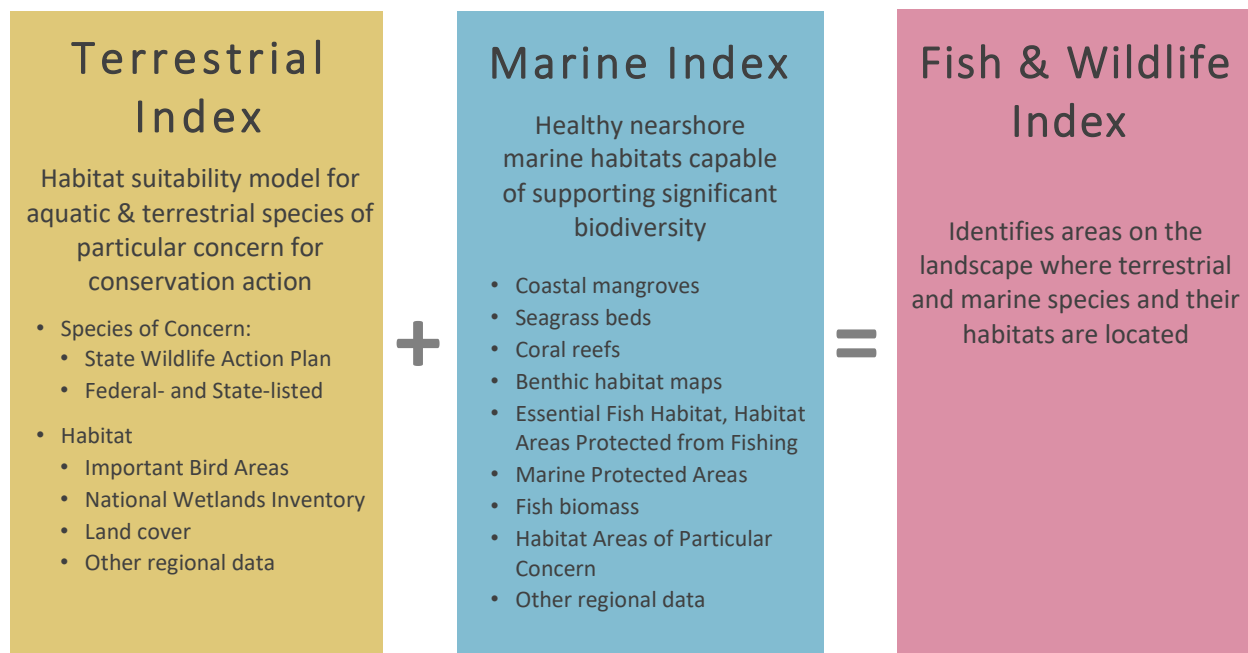 Terrestrial
Index
Habitat suitability model for
aquatic & terrestrial species of
particular concern for
conservation action
• Species of Concern:
• State Wildlife Action Plan
• Federal- and State-listed
• Habitat
• Important Bird Areas
• National Wetlands Inventory
• Land cover
• Other regional data
+
Marine Index
Healthy nearshore
marine habitats capable
of supporting significant
biodiversity
• Coastal mangroves
• Seagrass beds
• Coral reefs
• Benthic habitat maps
• Essential Fish Habitat, Habitat
Areas Protected from Fishing
• Marine Protected Areas
• Fish biomass
• Habitat Areas of Particular
Concern
• Other regional data
=
Fish & Wildlife
Index
Identifies areas on the
landscape where terrestrial
and marine species and their
habitats are located